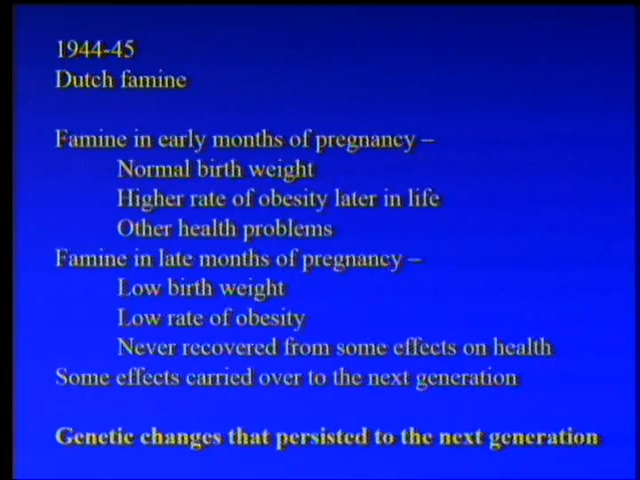 1944-45
Dutch famine
Famine in early months of pregnancy –
Normal birth weight
Higher rate of obesity later in life
Other health problems
Famine in late months of pregnancy –
Low birth weight
Low rate of obesity
Never recovered from some effects on health
Some effects carried over to the next generation
Genetic changes that persisted to the next generation